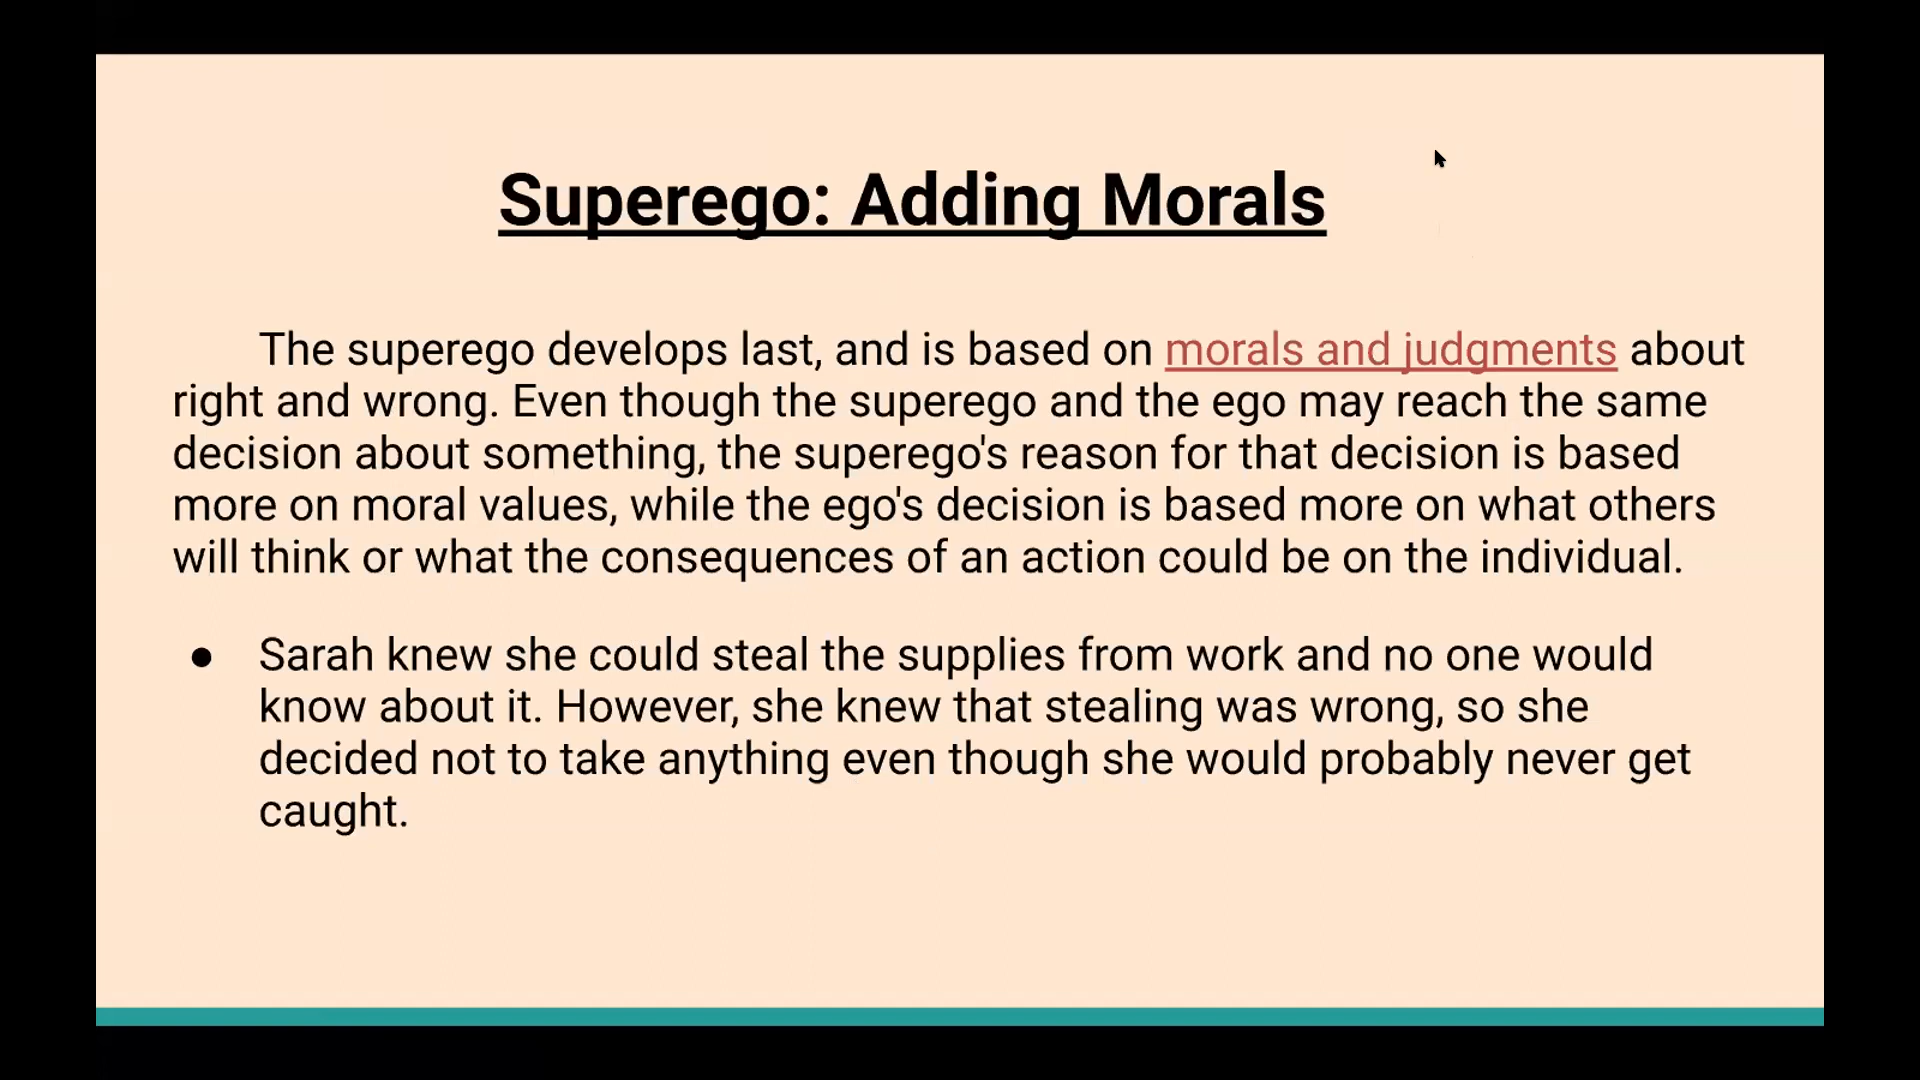 Superego: Adding Morals
The superego develops last, and is based on morals and judgments about
right and wrong. Even though the superego and the ego may reach the same
decision about something, the superego's reason for that decision is based
more on moral values, while the ego's decision is based more on what others
will think or what the consequences of an action could be on the individual.
● Sarah knew she could steal the supplies from work and no one would
know about it. However, she knew that stealing was wrong, so she
decided not to take anything even though she would probably never get
caught.